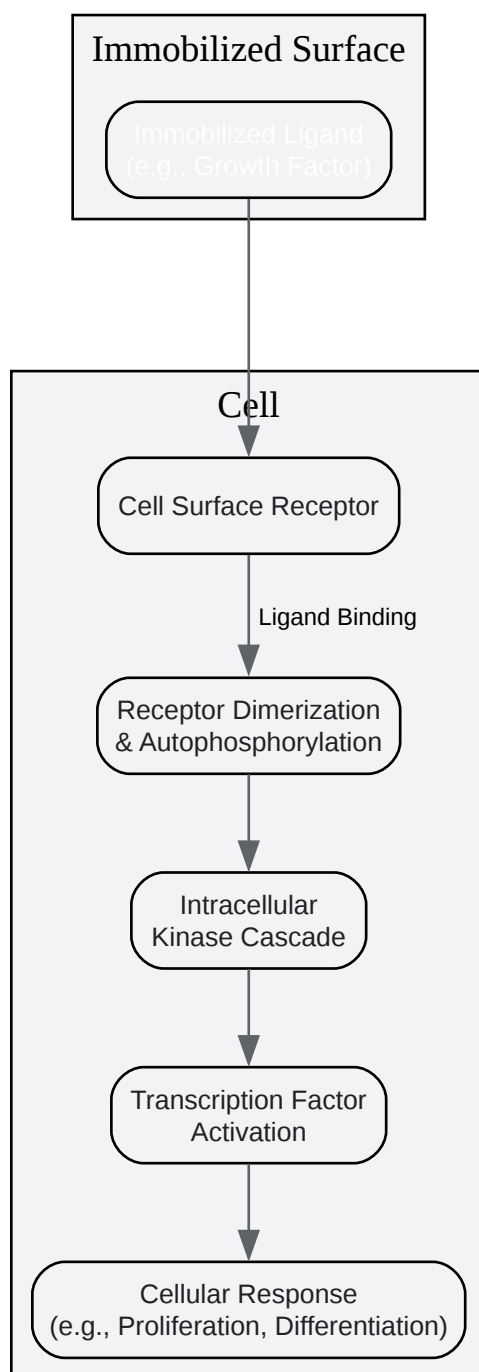 Immobilized Surface
Immobilized Ligand
(e.g., Growth Factor)
Cell
Cell Surface Receptor
Ligand Binding
Receptor Dimerization
& Autophosphorylation
Intracellular
Kinase Cascade
Transcription Factor
Activation
Cellular Response
(e.g., Proliferation, Differentiation)